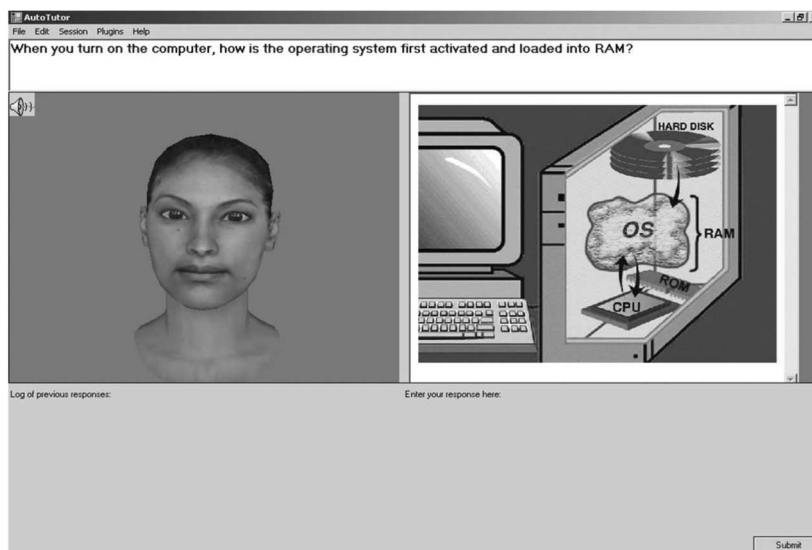 AutoTutor
File Edit Session Plugins Help
When you turn on the computer, how is the operating system first activated and loaded into RAM?
HARD DISK
OS
RAM
ROM
CPU
Log of previous responses:
Enter your response here:
Submit